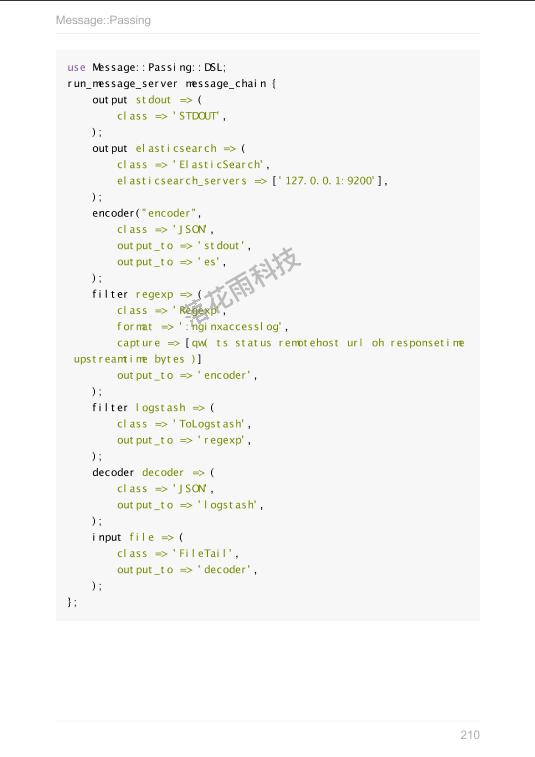 Message::Passing
use Message::Passing::DSL;
run_message_server message_chain {
    output stdout => (
        class => 'STDOUT',
    );
    output elasticsearch => (
        class => 'ElasticSearch',
        elasticsearch_servers => ['127.0.0.1:9200'],
    );
    encoder("encoder",
        class => 'JSON',
        output_to => 'stdout',
        output_to => 'es',
    );
    filter regexp => (
        class => 'Regexp',
        format => ':nginxaccesslog',
        capture => [qw( ts status remotehost url oh responsetime
 upstreamtime bytes )]
        output_to => 'encoder',
    );
    filter logstash => (
        class => 'ToLogstash',
        output_to => 'regexp',
    );
    decoder decoder => (
        class => 'JSON',
        output_to => 'logstash',
    );
    input file => (
        class => 'FileTail',
        output_to => 'decoder',
    );
};
落花雨科技
210